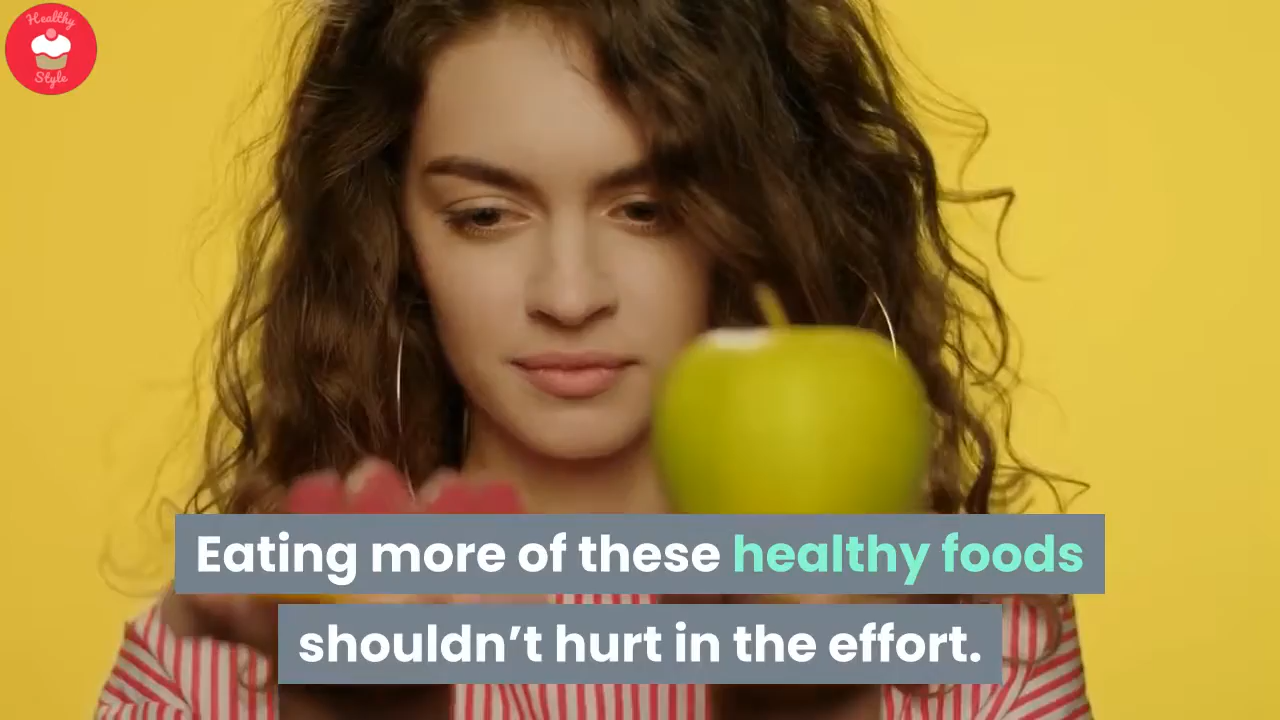 Healthy
Style
Eating more of these healthy foods
shouldn’t hurt in the effort.